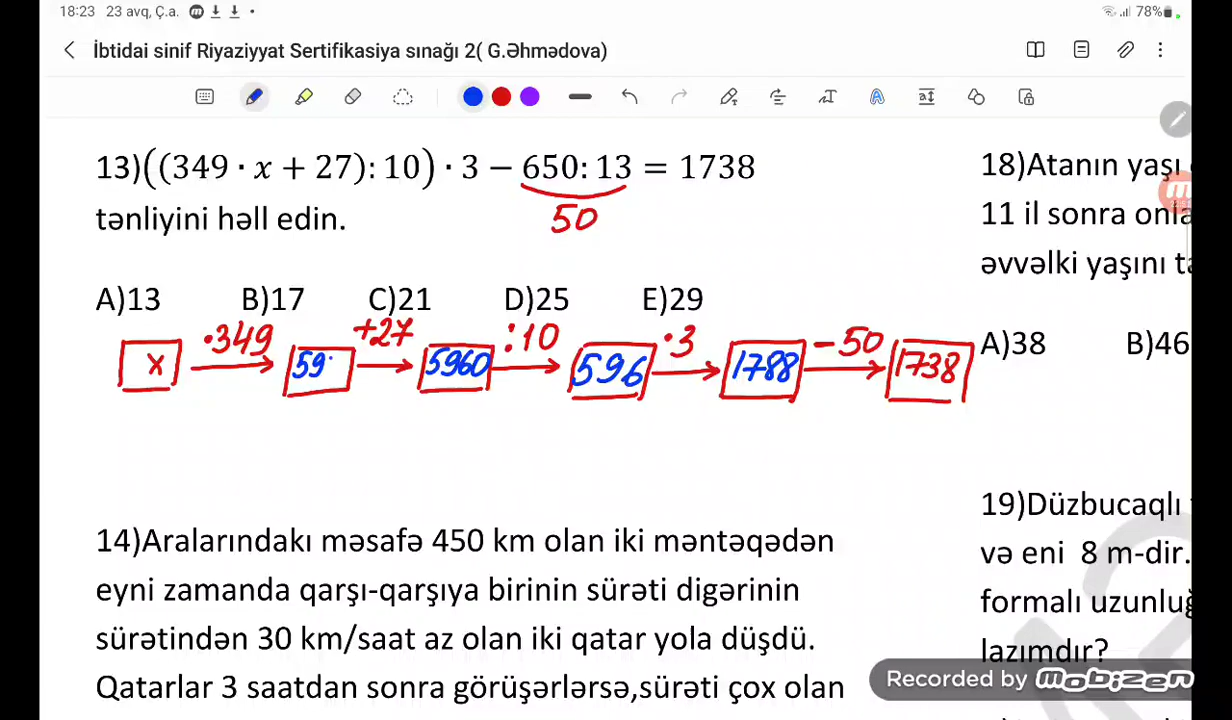 18:23 23 avq, Ç.a.
78%
İbtidai sinif Riyaziyyat Sertifikasiya sınağı 2( G.Əhmədova)
13)((349 · x + 27): 10) · 3 − 650: 13 = 1738
50
tənliyini həll edin.
A)13 B)17 C)21 D)25 E)29
·349 +27 :10 ·3 −50
x 59 5960 596 1788 1738
14)Aralarındakı məsafə 450 km olan iki məntəqədən
eyni zamanda qarşı-qarşıya birinin sürəti digərinin
sürətindən 30 km/saat az olan iki qatar yola düşdü.
Qatarlar 3 saatdan sonra görüşərlərsə,sürəti çox olan
18)Atanın yaşı
11 il sonra onla
əvvəlki yaşını ta
A)38 B)46
19)Düzbucaqlı
və eni 8 m-dir.
formalı uzunluğ
lazımdır?
Recorded by Mobizen